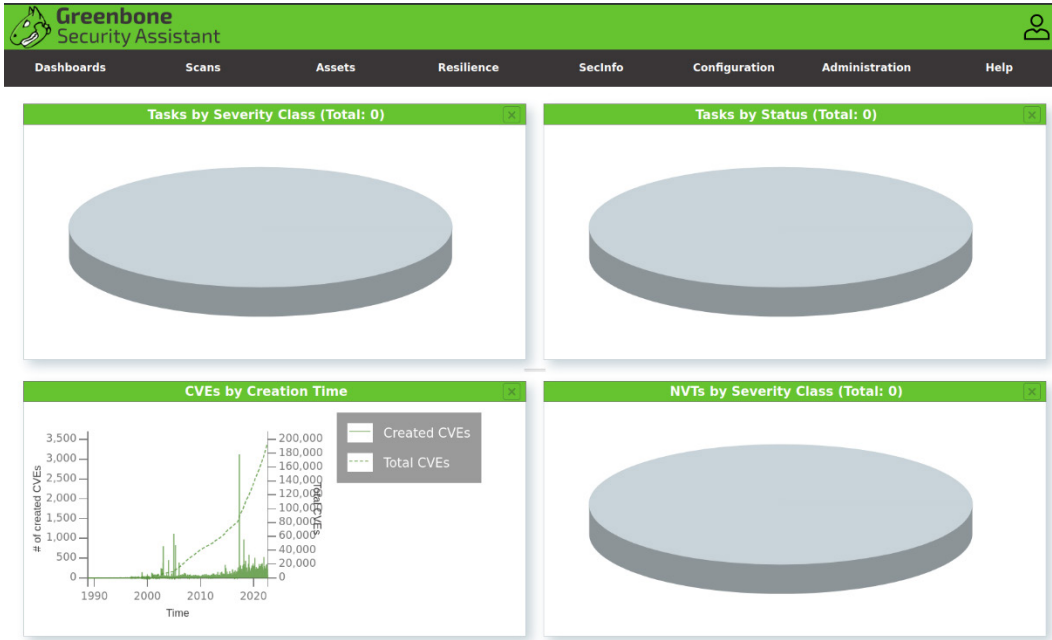 Greenbone
Security Assistant
Dashboards Scans Assets Resilience SecInfo Configuration Administration Help
Tasks by Severity Class (Total: 0)
Tasks by Status (Total: 0)
CVEs by Creation Time
3,500
3,000
2,500
2,000
1,500
1,000
500
0
# of created CVEs
1990 2000 2010 2020
Time
200,000
180,000
160,000
140,000
120,000
100,000
80,000
60,000
40,000
20,000
0
Total CVEs
Created CVEs
Total CVEs
NVTs by Severity Class (Total: 0)